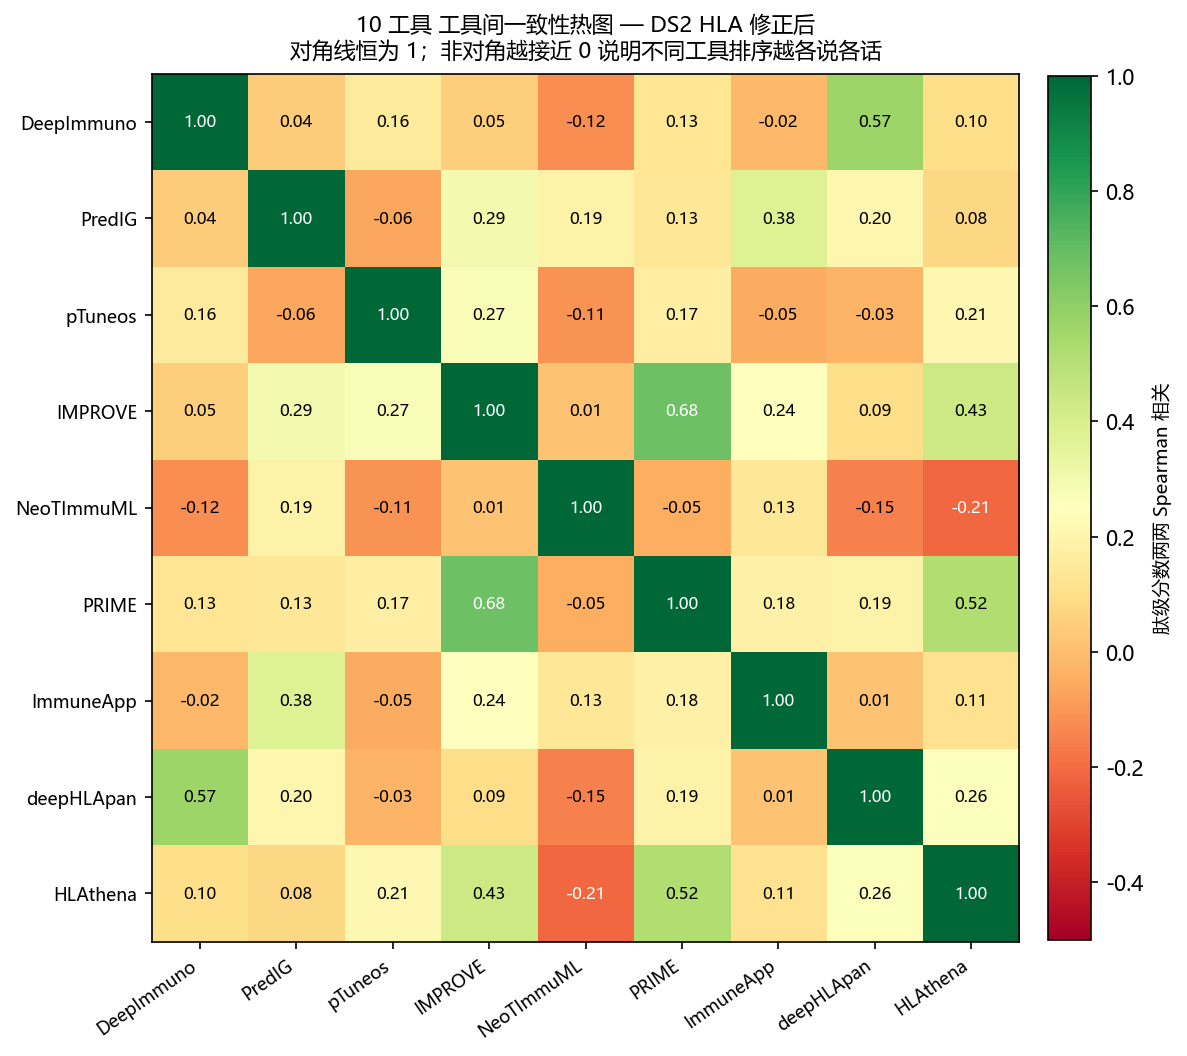 10 工具 工具间一致性热图 — DS2 HLA 修正后
对角线恒为 1；非对角越接近 0 说明不同工具排序越各说各话
DeepImmuno 1.00 0.04 0.16 0.05 -0.12 0.13 -0.02 0.57 0.10
PredIG 0.04 1.00 -0.06 0.29 0.19 0.13 0.38 0.20 0.08
pTuneos 0.16 -0.06 1.00 0.27 -0.11 0.17 -0.05 -0.03 0.21
IMPROVE 0.05 0.29 0.27 1.00 0.01 0.68 0.24 0.09 0.43
NeoTImmuML -0.12 0.19 -0.11 0.01 1.00 -0.05 0.13 -0.15 -0.21
PRIME 0.13 0.13 0.17 0.68 -0.05 1.00 0.18 0.19 0.52
ImmuneApp -0.02 0.38 -0.05 0.24 0.13 0.18 1.00 0.01 0.11
deepHLApan 0.57 0.20 -0.03 0.09 -0.15 0.19 0.01 1.00 0.26
HLAthena 0.10 0.08 0.21 0.43 -0.21 0.52 0.11 0.26 1.00
DeepImmuno PredIG pTuneos IMPROVE NeoTImmuML PRIME ImmuneApp deepHLApan HLAthena
1.0
0.8
0.6
0.4
0.2
0.0
-0.2
-0.4
肽级分数两两 Spearman 相关